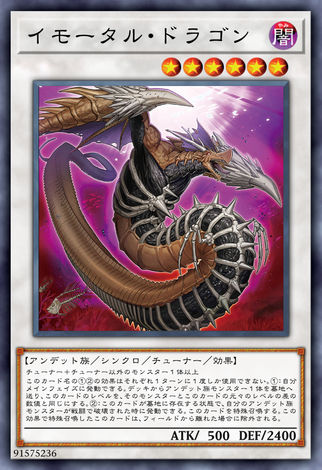 イモータル・ドラゴン
闇
【アンデット族／シンクロ／チューナー／効果】
チューナー＋チューナー以外のモンスター1体以上
このカード名の①②の効果はそれぞれ1ターンに1度しか使用できない。①：自分
メインフェイズに発動できる。デッキからアンデット族モンスター1体を墓地へ
送り、このカードのレベルを、そのモンスターとこのカードの元々のレベルの差の
数値と同じにする。②：このカードが墓地に存在する状態で、自分のアンデット族
モンスターが戦闘で破壊された時に発動できる。このカードを特殊召喚する。この
効果で特殊召喚したこのカードは、フィールドから離れた場合に除外される。
ATK/ 500 DEF/2400
91575236